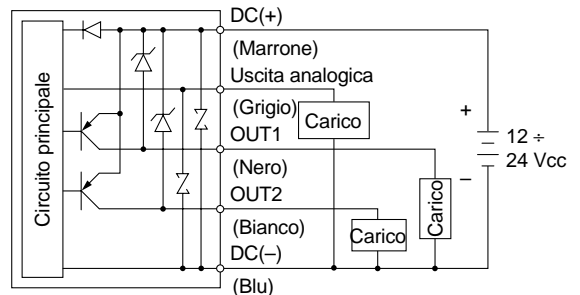 DC(+)
(Marrone)
Uscita analogica
(Grigio)
Carico
OUT1
+
12 ÷
24 Vcc
–
(Nero)
OUT2
Carico
(Bianco)
Carico
DC(–)
(Blu)
Circuito principale